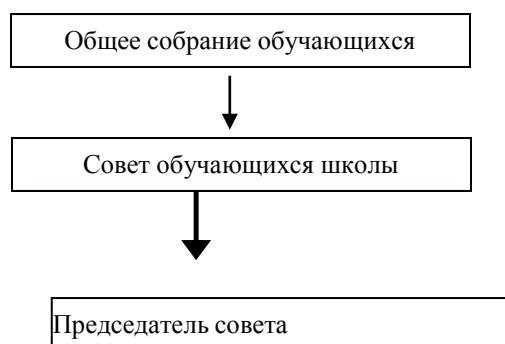 Общее собрание обучающихся
Совет обучающихся школы
Председатель совета